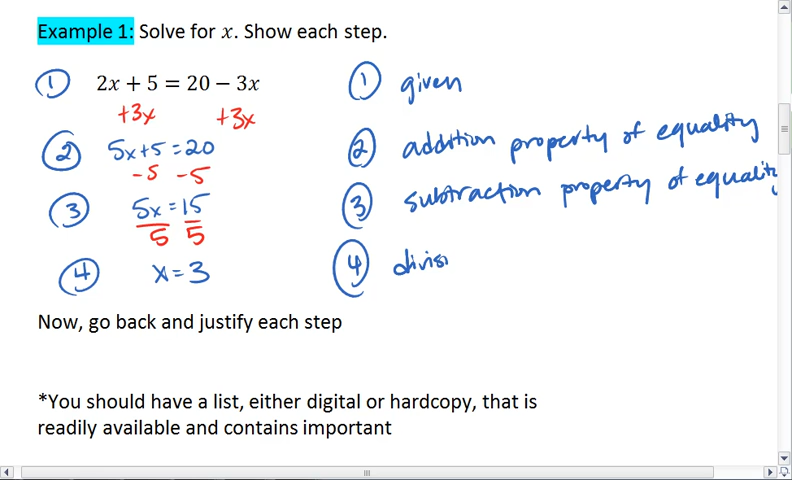 Example 1: Solve for x. Show each step.
① 2x + 5 = 20 − 3x ① given
+3x +3x
② 5x+5=20 ② addition property of equality
-5 -5
③ 5x=15 ③ subtraction property of equality
5 5
④ x=3 ④ divis
Now, go back and justify each step
*You should have a list, either digital or hardcopy, that is
readily available and contains important